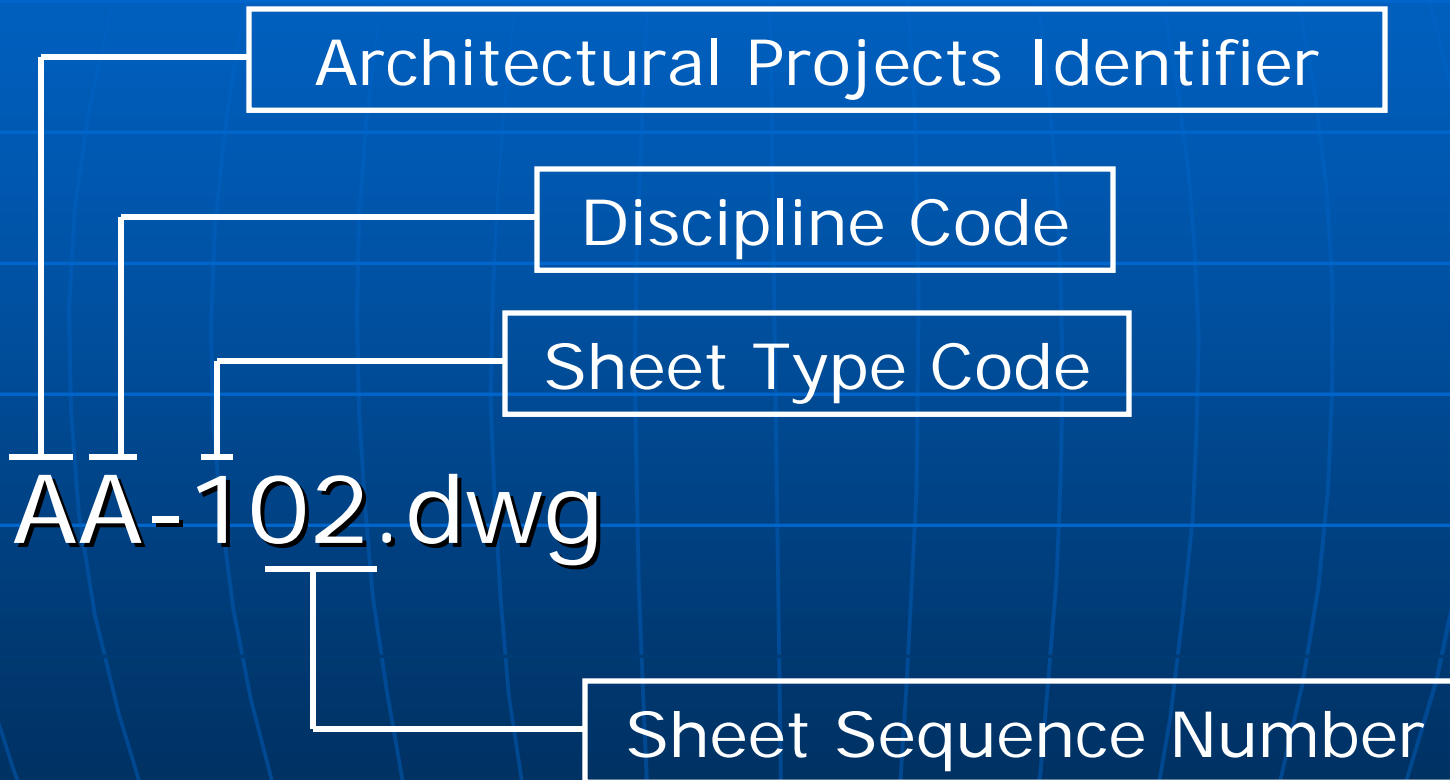 Architectural Projects Identifier
Discipline Code
Sheet Type Code
AA-102.dwg
Sheet Sequence Number